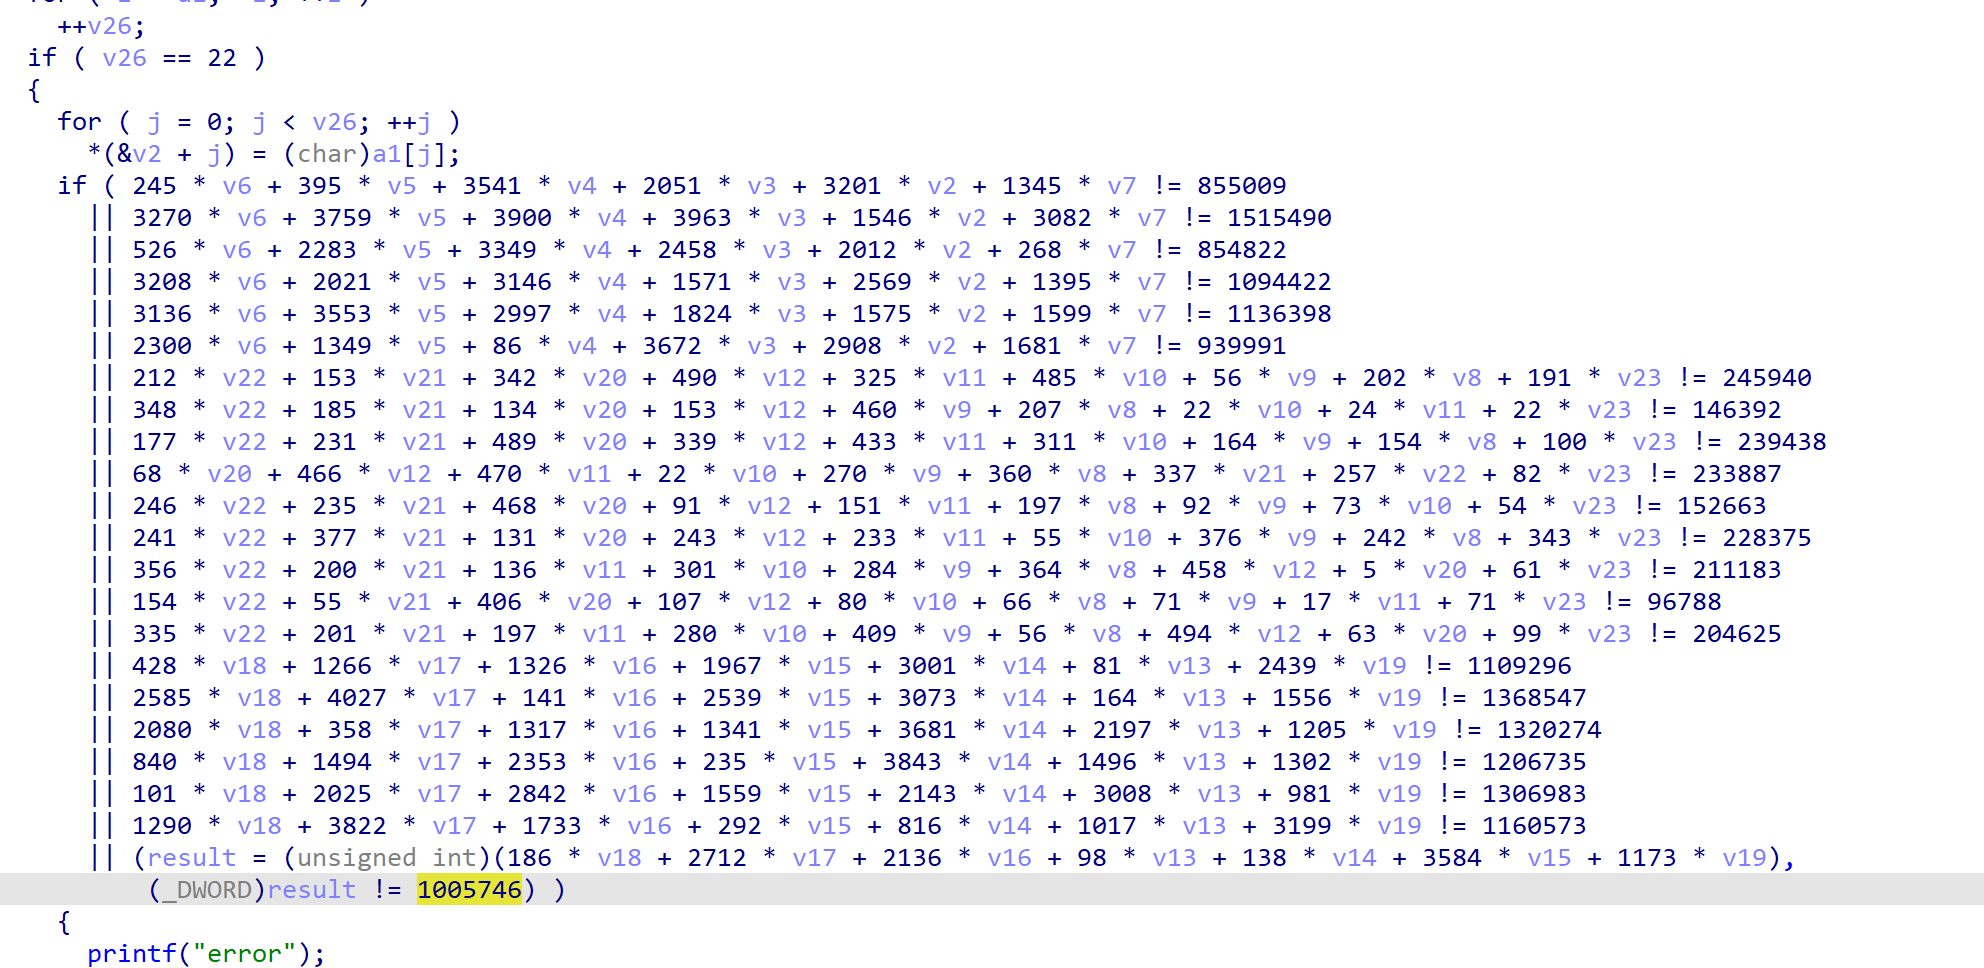 ++v26;
if ( v26 == 22 )
{
for ( j = 0; j < v26; ++j )
*(&v2 + j) = (char)a1[j];
if ( 245 * v6 + 395 * v5 + 3541 * v4 + 2051 * v3 + 3201 * v2 + 1345 * v7 != 855009
|| 3270 * v6 + 3759 * v5 + 3900 * v4 + 3963 * v3 + 1546 * v2 + 3082 * v7 != 1515490
|| 526 * v6 + 2283 * v5 + 3349 * v4 + 2458 * v3 + 2012 * v2 + 268 * v7 != 854822
|| 3208 * v6 + 2021 * v5 + 3146 * v4 + 1571 * v3 + 2569 * v2 + 1395 * v7 != 1094422
|| 3136 * v6 + 3553 * v5 + 2997 * v4 + 1824 * v3 + 1575 * v2 + 1599 * v7 != 1136398
|| 2300 * v6 + 1349 * v5 + 86 * v4 + 3672 * v3 + 2908 * v2 + 1681 * v7 != 939991
|| 212 * v22 + 153 * v21 + 342 * v20 + 490 * v12 + 325 * v11 + 485 * v10 + 56 * v9 + 202 * v8 + 191 * v23 != 245940
|| 348 * v22 + 185 * v21 + 134 * v20 + 153 * v12 + 460 * v9 + 207 * v8 + 22 * v10 + 24 * v11 + 22 * v23 != 146392
|| 177 * v22 + 231 * v21 + 489 * v20 + 339 * v12 + 433 * v11 + 311 * v10 + 164 * v9 + 154 * v8 + 100 * v23 != 239438
|| 68 * v20 + 466 * v12 + 470 * v11 + 22 * v10 + 270 * v9 + 360 * v8 + 337 * v21 + 257 * v22 + 82 * v23 != 233887
|| 246 * v22 + 235 * v21 + 468 * v20 + 91 * v12 + 151 * v11 + 197 * v8 + 92 * v9 + 73 * v10 + 54 * v23 != 152663
|| 241 * v22 + 377 * v21 + 131 * v20 + 243 * v12 + 233 * v11 + 55 * v10 + 376 * v9 + 242 * v8 + 343 * v23 != 228375
|| 356 * v22 + 200 * v21 + 136 * v11 + 301 * v10 + 284 * v9 + 364 * v8 + 458 * v12 + 5 * v20 + 61 * v23 != 211183
|| 154 * v22 + 55 * v21 + 406 * v20 + 107 * v12 + 80 * v10 + 66 * v8 + 71 * v9 + 17 * v11 + 71 * v23 != 96788
|| 335 * v22 + 201 * v21 + 197 * v11 + 280 * v10 + 409 * v9 + 56 * v8 + 494 * v12 + 63 * v20 + 99 * v23 != 204625
|| 428 * v18 + 1266 * v17 + 1326 * v16 + 1967 * v15 + 3001 * v14 + 81 * v13 + 2439 * v19 != 1109296
|| 2585 * v18 + 4027 * v17 + 141 * v16 + 2539 * v15 + 3073 * v14 + 164 * v13 + 1556 * v19 != 1368547
|| 2080 * v18 + 358 * v17 + 1317 * v16 + 1341 * v15 + 3681 * v14 + 2197 * v13 + 1205 * v19 != 1320274
|| 840 * v18 + 1494 * v17 + 2353 * v16 + 235 * v15 + 3843 * v14 + 1496 * v13 + 1302 * v19 != 1206735
|| 101 * v18 + 2025 * v17 + 2842 * v16 + 1559 * v15 + 2143 * v14 + 3008 * v13 + 981 * v19 != 1306983
|| 1290 * v18 + 3822 * v17 + 1733 * v16 + 292 * v15 + 816 * v14 + 1017 * v13 + 3199 * v19 != 1160573
|| (result = (unsigned int)(186 * v18 + 2712 * v17 + 2136 * v16 + 98 * v13 + 138 * v14 + 3584 * v15 + 1173 * v19),
(_DWORD)result != 1005746) )
{
printf("error");